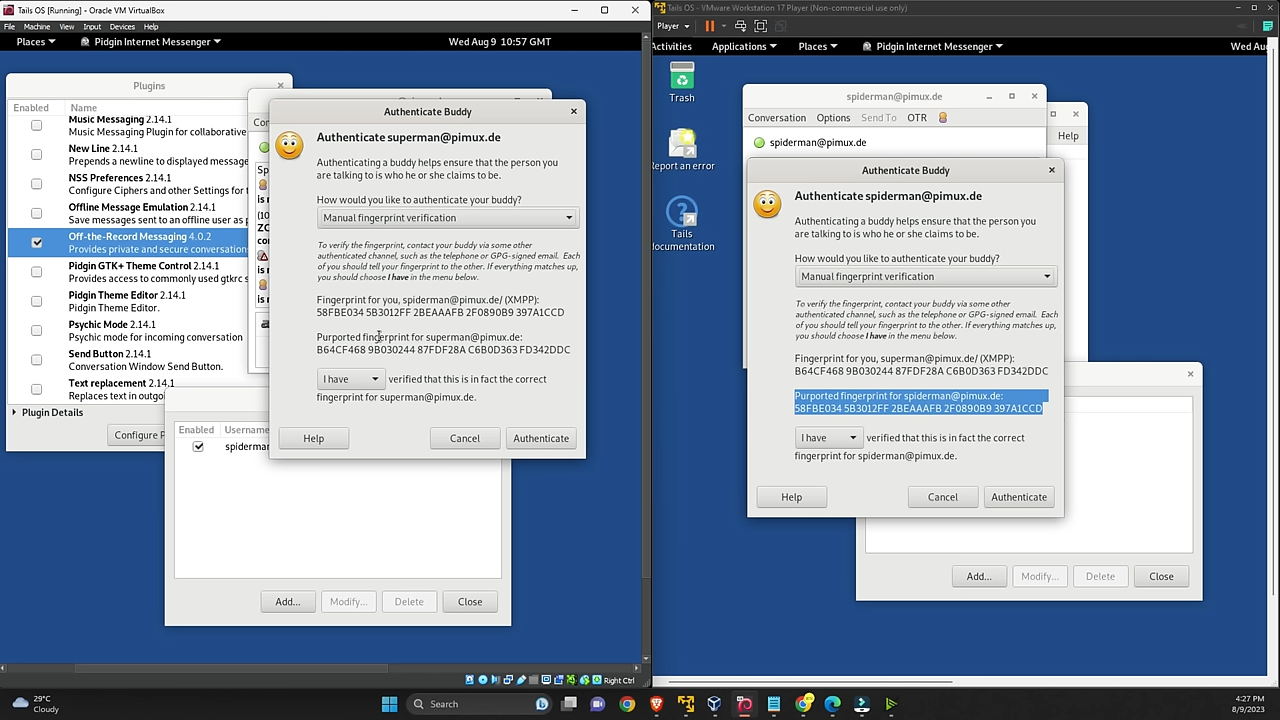 Tails OS [Running] - Oracle VM VirtualBox
File Machine View Input Devices Help
Places Pidgin Internet Messenger Wed Aug 9 10:57 GMT
Plugins
Enabled Name
Music Messaging 2.14.1
Music Messaging Plugin for collaborative
New Line 2.14.1
Prepends a newline to displayed message
NSS Preferences 2.14.1
Configure Ciphers and other Settings for
Offline Message Emulation 2.14.1
Save messages sent to an offline user as
Off-the-Record Messaging 4.0.2
Provides private and secure conversations
Pidgin GTK+ Theme Control 2.14.1
Provides access to commonly used gtkrc
Pidgin Theme Editor 2.14.1
Pidgin Theme Editor.
Psychic Mode 2.14.1
Psychic mode for incoming conversation
Send Button 2.14.1
Conversation Window Send Button.
Text replacement 2.14.1
Replaces text in outgoi
Plugin Details
Configure P
Authenticate Buddy
Authenticate superman@pimux.de
Authenticating a buddy helps ensure that the person you
are talking to is who he or she claims to be.
How would you like to authenticate your buddy?
Manual fingerprint verification
To verify the fingerprint, contact your buddy via some other
authenticated channel, such as the telephone or GPG-signed email. Each
of you should tell your fingerprint to the other. If everything matches up,
you should choose I have in the menu below.
Fingerprint for you, spiderman@pimux.de/ (XMPP):
58FBE034 5B3012FF 2BEAAAFB 2F0890B9 397A1CCD
Purported fingerprint for superman@pimux.de:
B64CF468 9B030244 87FDF28A C6B0D363 FD342DDC
I have verified that this is in fact the correct
fingerprint for superman@pimux.de.
Help Cancel Authenticate
Enabled Username
spiderman
Add... Modify... Delete Close
Right Ctrl
Tails OS - VMware Workstation 17 Player (Non-commercial use only)
Player
Activities Applications Places Pidgin Internet Messenger Wed Aug
Trash
Report an error
Tails
documentation
spiderman@pimux.de
Conversation Options Send To OTR
Help
spiderman@pimux.de
Authenticate Buddy
Authenticate spiderman@pimux.de
Authenticating a buddy helps ensure that the person you
are talking to is who he or she claims to be.
How would you like to authenticate your buddy?
Manual fingerprint verification
To verify the fingerprint, contact your buddy via some other
authenticated channel, such as the telephone or GPG-signed email. Each
of you should tell your fingerprint to the other. If everything matches up,
you should choose I have in the menu below.
Fingerprint for you, superman@pimux.de/ (XMPP):
B64CF468 9B030244 87FDF28A C6B0D363 FD342DDC
Purported fingerprint for spiderman@pimux.de:
58FBE034 5B3012FF 2BEAAAFB 2F0890B9 397A1CCD
I have verified that this is in fact the correct
fingerprint for spiderman@pimux.de.
Help Cancel Authenticate
Add... Modify... Delete Close
29°C
Cloudy
Search
4:27 PM
8/9/2023